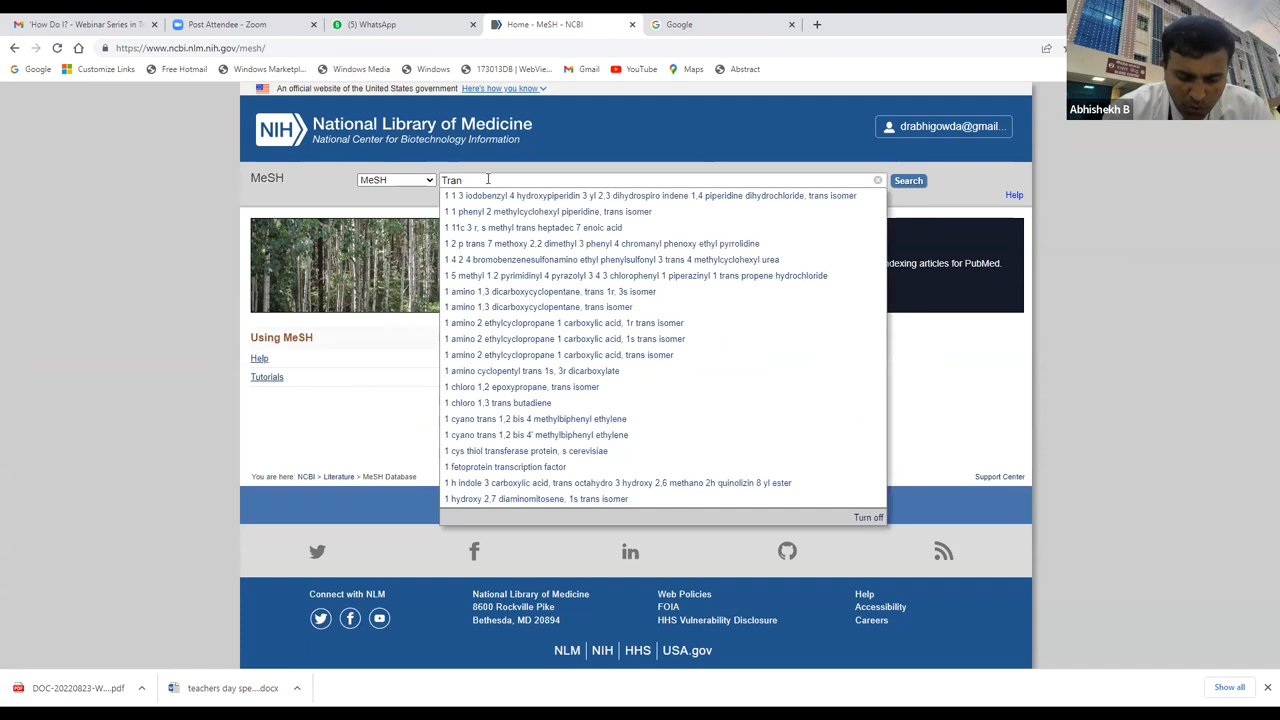 'How Do I?' - Webinar Series in T
Post Attendee - Zoom
(5) WhatsApp
Home - MeSH - NCBI
Google
https://www.ncbi.nlm.nih.gov/mesh/
Google
Customize Links
Free Hotmail
Windows Marketpl...
Windows Media
Windows
173013DB | WebVie...
Gmail
YouTube
Maps
Abstract
Abhishekh B
An official website of the United States government Here's how you know
NIH National Library of Medicine
National Center for Biotechnology Information
drabhigowda@gmail...
MeSH
MeSH
Tran
Search
Help
1 1 3 iodobenzyl 4 hydroxypiperidin 3 yl 2,3 dihydrospiro indene 1,4 piperidine dihydrochloride, trans isomer
1 1 phenyl 2 methylcyclohexyl piperidine, trans isomer
1 11c 3 r, s methyl trans heptadec 7 enoic acid
1 2 p trans 7 methoxy 2,2 dimethyl 3 phenyl 4 chromanyl phenoxy ethyl pyrrolidine
1 4 2 4 bromobenzenesulfonamino ethyl phenylsulfonyl 3 trans 4 methylcyclohexyl urea
ndexing articles for PubMed.
1 5 methyl 1 2 pyrimidinyl 4 pyrazolyl 3 4 3 chlorophenyl 1 piperazinyl 1 trans propene hydrochloride
1 amino 1,3 dicarboxycyclopentane, trans 1r, 3s isomer
1 amino 1,3 dicarboxycyclopentane, trans isomer
1 amino 2 ethylcyclopropane 1 carboxylic acid, 1r trans isomer
1 amino 2 ethylcyclopropane 1 carboxylic acid, 1s trans isomer
1 amino 2 ethylcyclopropane 1 carboxylic acid, trans isomer
1 amino cyclopentyl trans 1s, 3r dicarboxylate
1 chloro 1,2 epoxypropane, trans isomer
1 chloro 1,3 trans butadiene
1 cyano trans 1,2 bis 4 methylbiphenyl ethylene
1 cyano trans 1,2 bis 4' methylbiphenyl ethylene
1 cys thiol transferase protein, s cerevisiae
1 fetoprotein transcription factor
1 h indole 3 carboxylic acid, trans octahydro 3 hydroxy 2,6 methano 2h quinolizin 8 yl ester
1 hydroxy 2,7 diaminomitosene, 1s trans isomer
Turn off
Using MeSH
Help
Tutorials
You are here: NCBI > Literature > MeSH Database
Support Center
Connect with NLM
National Library of Medicine
8600 Rockville Pike
Bethesda, MD 20894
Web Policies
FOIA
HHS Vulnerability Disclosure
Help
Accessibility
Careers
NLM | NIH | HHS | USA.gov
DOC-20220823-W....pdf
teachers day spe....docx
Show all